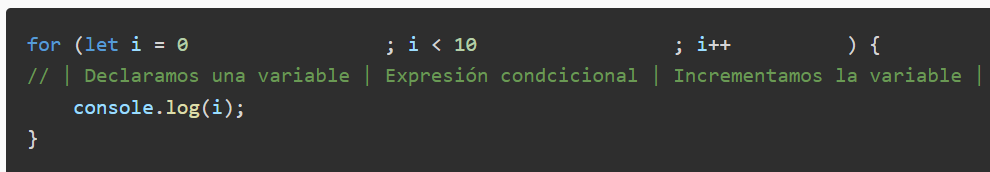 for (let i = 0                 ; i < 10                 ; i++          ) {
// | Declaramos una variable | Expresión condcicional | Incrementamos la variable |
    console.log(i);
}